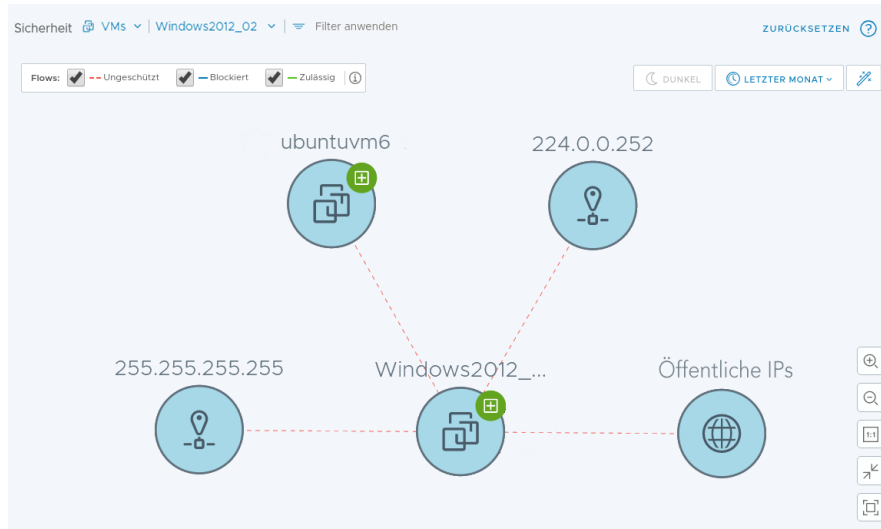 Sicherheit VMs Windows2012_02 Filter anwenden ZURÜCKSETZEN
Flows: Ungeschützt Blockiert Zulässig DUNKEL LETZTER MONAT
ubuntuvm6 224.0.0.252
255.255.255.255 Windows2012_... Öffentliche IPs
1:1